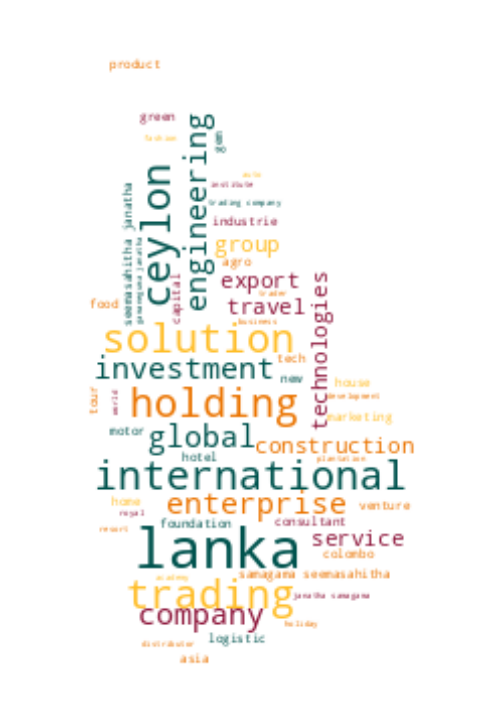 product
green
fashion
ceylon
engineering
auto
institute
trading company
industrie
seemasahitha janatha
group
agro
capital
export
trader
food
travel
technologies
business
solution
tech
investment
new
house
tour
world
holding
development
marketing
motor
global
construction
hotel
plantation
international
home
enterprise
venture
royal
foundation
consultant
resort
lanka
service
colombo
academy
samagama seemasahitha
trading
janatha samagama
company
holiday
logistic
distributor
asia